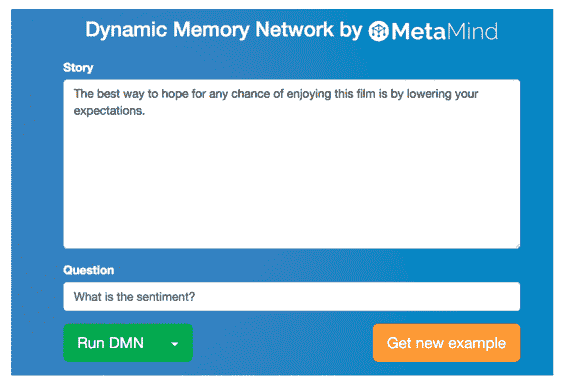 Dynamic Memory Network by MetaMind
Story
The best way to hope for any chance of enjoying this film is by lowering your
expectations.
Question
What is the sentiment?
Run DMN
Get new example